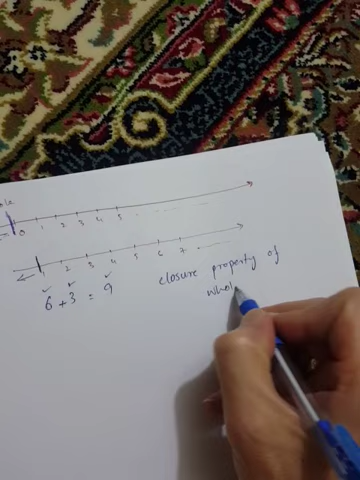 0 1 2 3 4 5
1 2 3 4 5 6 7
6 + 3 = 9
closure property of
whol